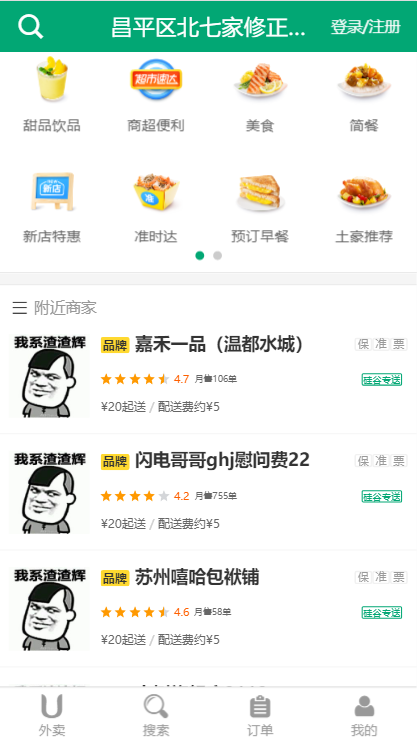 昌平区北七家修正... 登录/注册
超市速达
甜品饮品 商超便利 美食 简餐
新店
准
新店特惠 准时达 预订早餐 土豪推荐
附近商家
我系渣渣辉
品牌 嘉禾一品（温都水城） 保 准 票
4.7 月售106单 硅谷专送
¥20起送 / 配送费约¥5
我系渣渣辉
品牌 闪电哥哥ghj慰问费22 保 准 票
4.2 月售755单 硅谷专送
¥20起送 / 配送费约¥5
我系渣渣辉
品牌 苏州嘻哈包袱铺 保 准 票
4.6 月售58单 硅谷专送
¥20起送 / 配送费约¥5
外卖 搜索 订单 我的